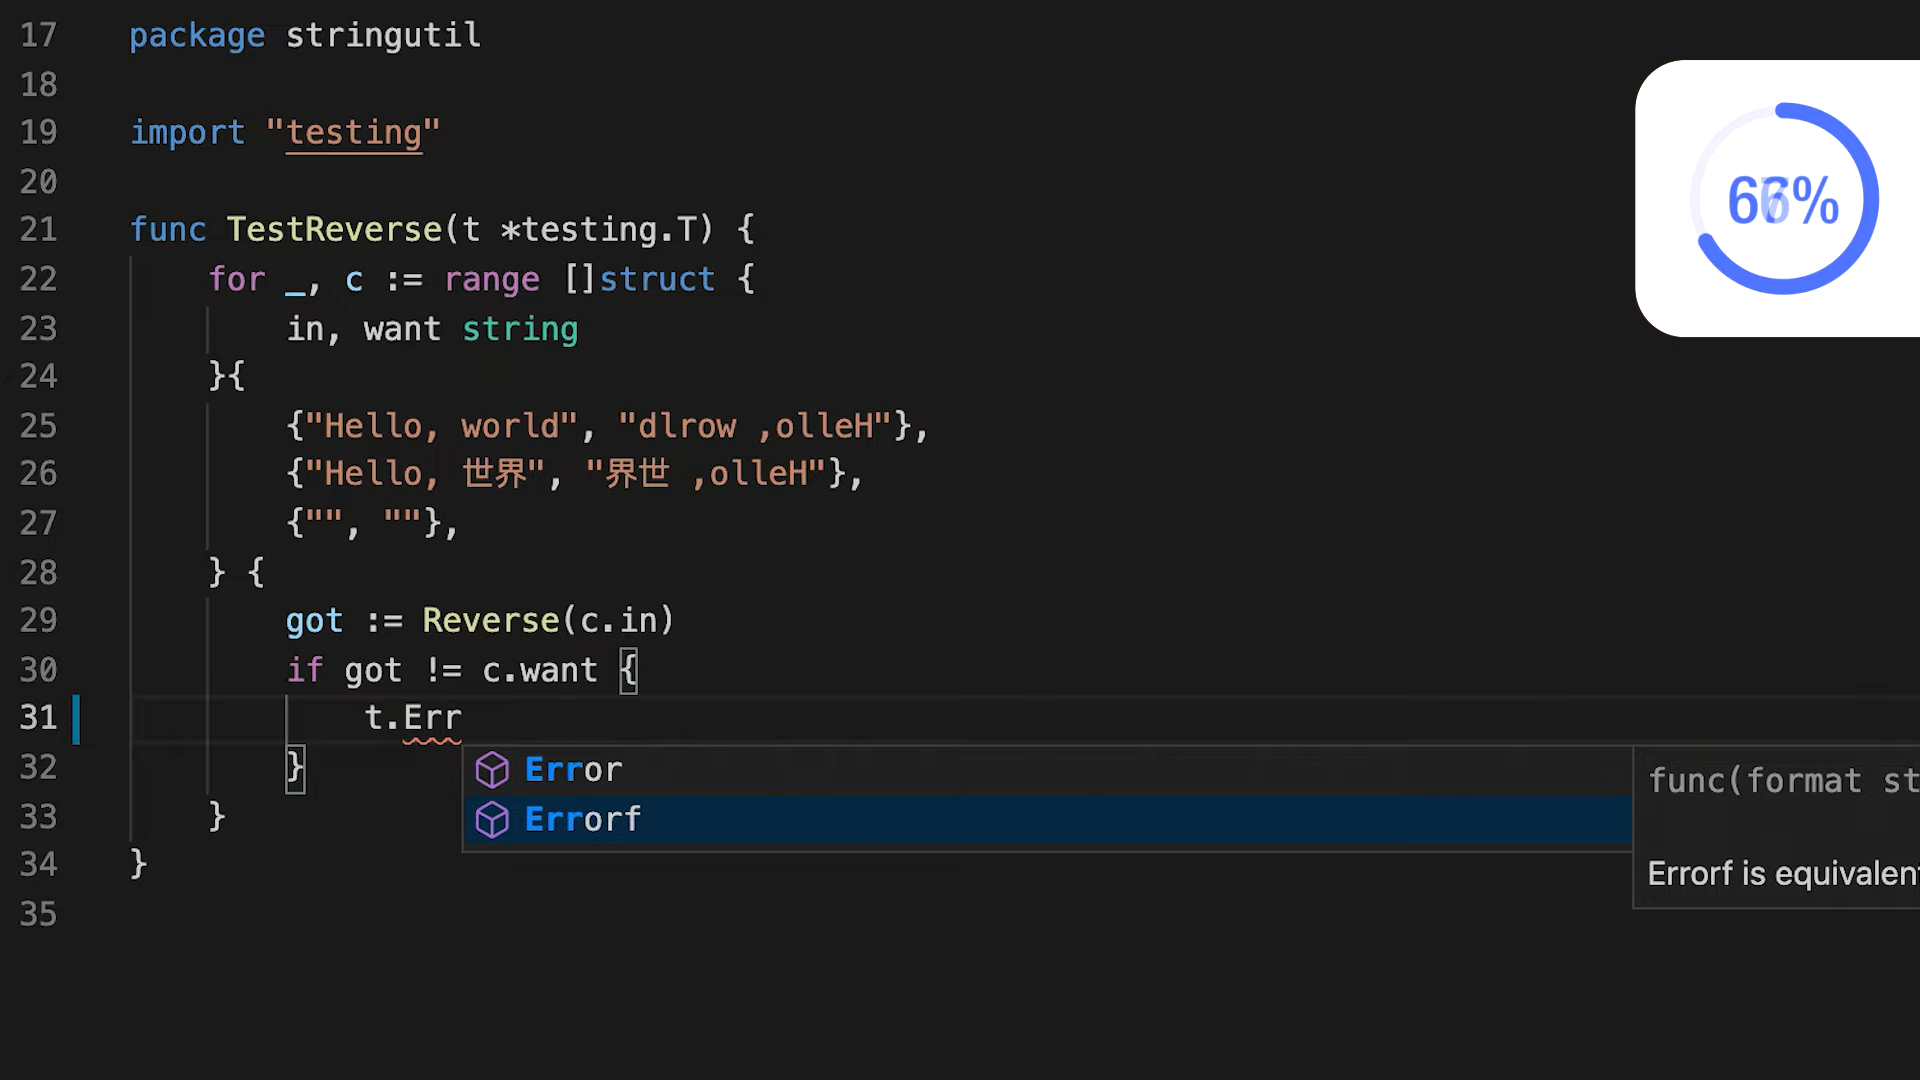 17 package stringutil
18
19 import "testing"
20
21 func TestReverse(t *testing.T) {
22 for _, c := range []struct {
23 in, want string
24 }{
25 {"Hello, world", "dlrow ,olleH"},
26 {"Hello, 世界", "界世 ,olleH"},
27 {"", ""},
28 } {
29 got := Reverse(c.in)
30 if got != c.want {
31 t.Err
32 }
33 }
34 }
35
Error
Errorf
func(format st
Errorf is equivalen